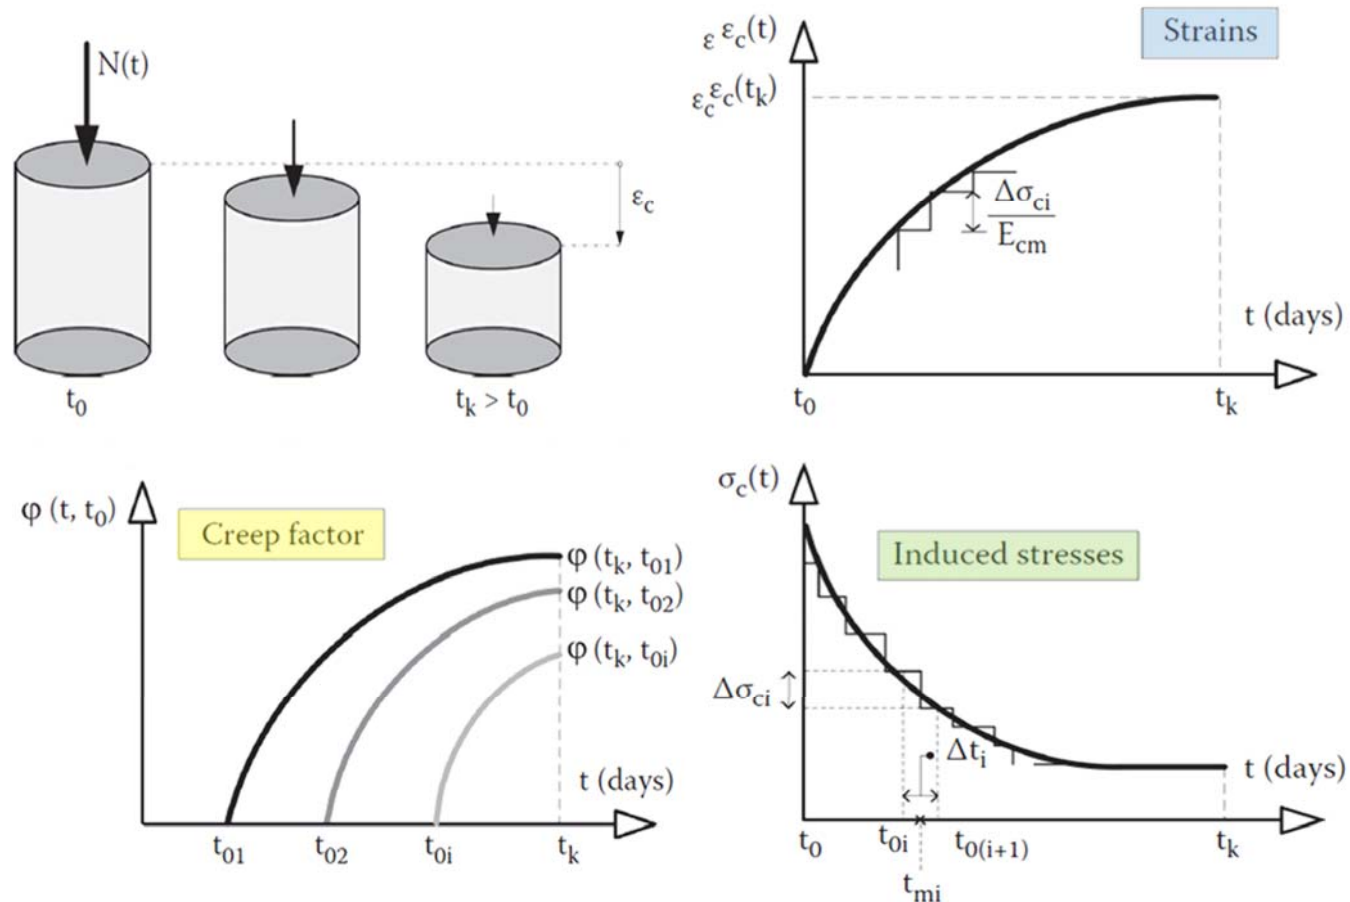 N(t)
ε_c
t_0
t_k > t_0
Strains
ε ε_c(t)
ε_c ε_c(t_k)
Δσ_ci
E_cm
t (days)
t_0
t_k
φ (t, t_0)
Creep factor
φ (t_k, t_01)
φ (t_k, t_02)
φ (t_k, t_0i)
t (days)
t_01
t_02
t_0i
t_k
σ_c(t)
Induced stresses
Δσ_ci
Δt_i
t (days)
t_0
t_0i
t_0(i+1)
t_k
t_mi